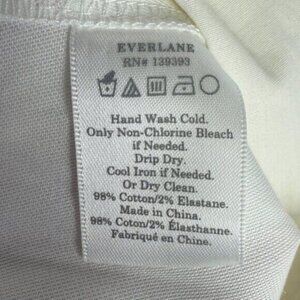 EVERLANE
RN# 139393
Hand Wash Cold.
Only Non-Chlorine Bleach
if Needed.
Drip Dry.
Cool Iron if Needed.
Or Dry Clean.
98% Cotton/2% Elastane.
Made in China.
98% Cotton/2% Élasthanne.
Fabriqué en Chine.